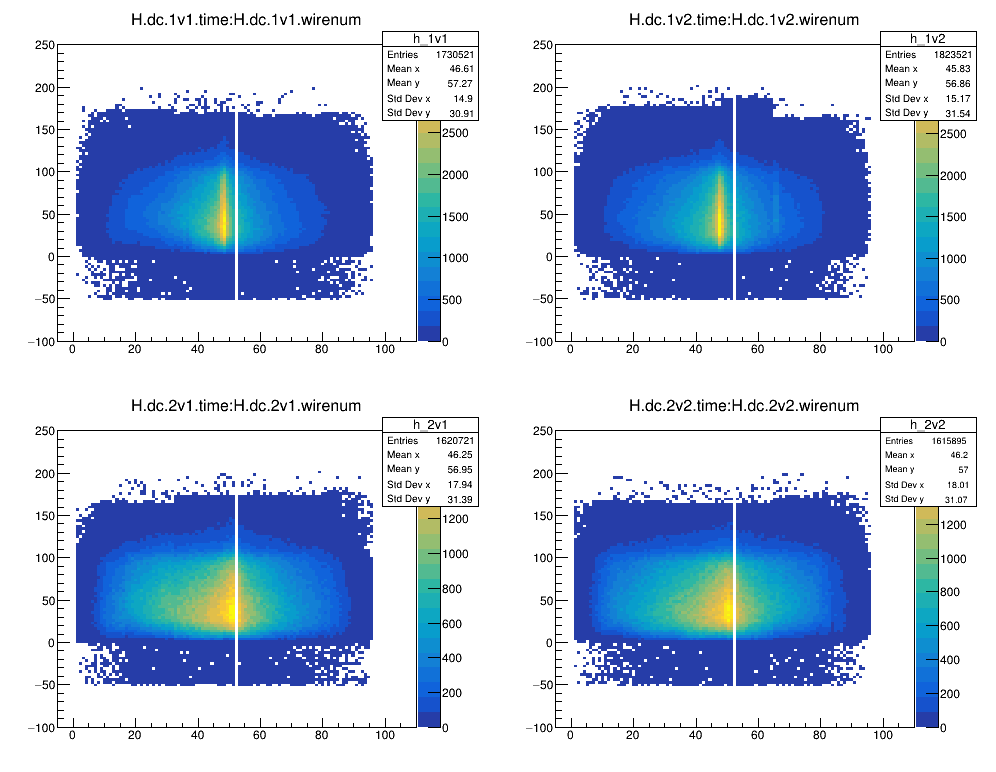 H.dc.1v1.time:H.dc.1v1.wirenum
h_1v1
Entries 1730521
Mean x 46.61
Mean y 57.27
Std Dev x 14.9
Std Dev y 30.91
250
200
150
100
50
0
−50
−100
0 20 40 60 80 100
2500
2000
1500
1000
500
0
H.dc.1v2.time:H.dc.1v2.wirenum
h_1v2
Entries 1823521
Mean x 45.83
Mean y 56.86
Std Dev x 15.17
Std Dev y 31.54
250
200
150
100
50
0
−50
−100
0 20 40 60 80 100
2500
2000
1500
1000
500
0
H.dc.2v1.time:H.dc.2v1.wirenum
h_2v1
Entries 1620721
Mean x 46.25
Mean y 56.95
Std Dev x 17.94
Std Dev y 31.39
250
200
150
100
50
0
−50
−100
0 20 40 60 80 100
1200
1000
800
600
400
200
0
H.dc.2v2.time:H.dc.2v2.wirenum
h_2v2
Entries 1615895
Mean x 46.2
Mean y 57
Std Dev x 18.01
Std Dev y 31.07
250
200
150
100
50
0
−50
−100
0 20 40 60 80 100
1200
1000
800
600
400
200
0